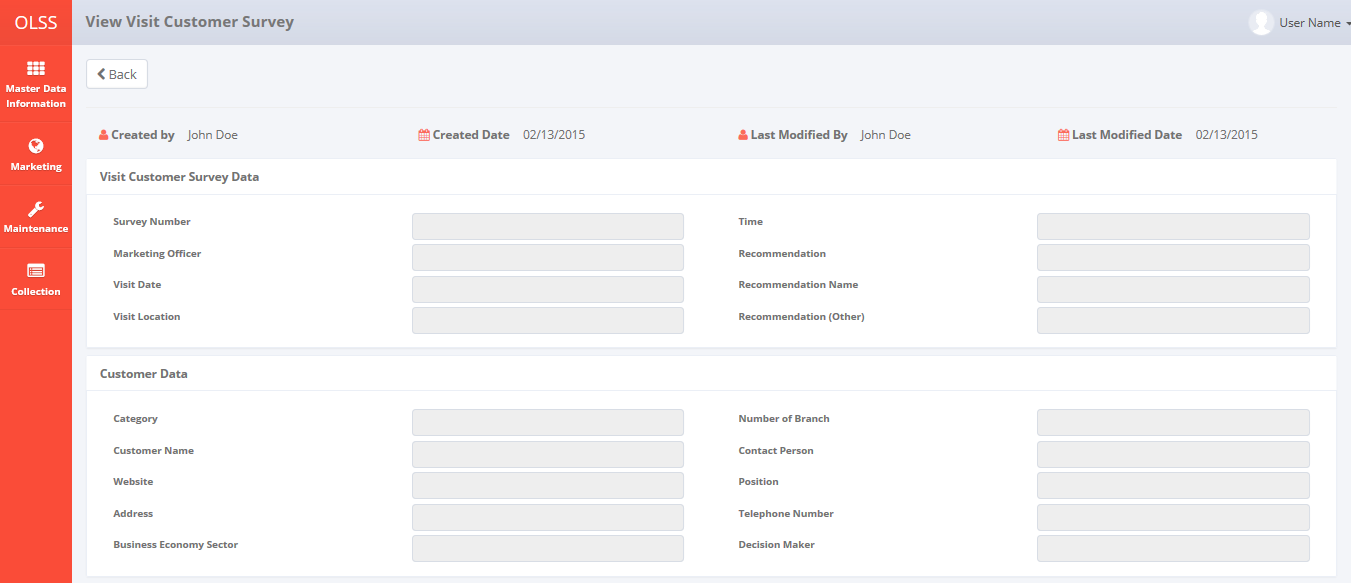 OLSS
View Visit Customer Survey
User Name
Back
Master Data
Information
Marketing
Maintenance
Collection
Created by John Doe Created Date 02/13/2015 Last Modified By John Doe Last Modified Date 02/13/2015
Visit Customer Survey Data
Survey Number Time
Marketing Officer Recommendation
Visit Date Recommendation Name
Visit Location Recommendation (Other)
Customer Data
Category Number of Branch
Customer Name Contact Person
Website Position
Address Telephone Number
Business Economy Sector Decision Maker